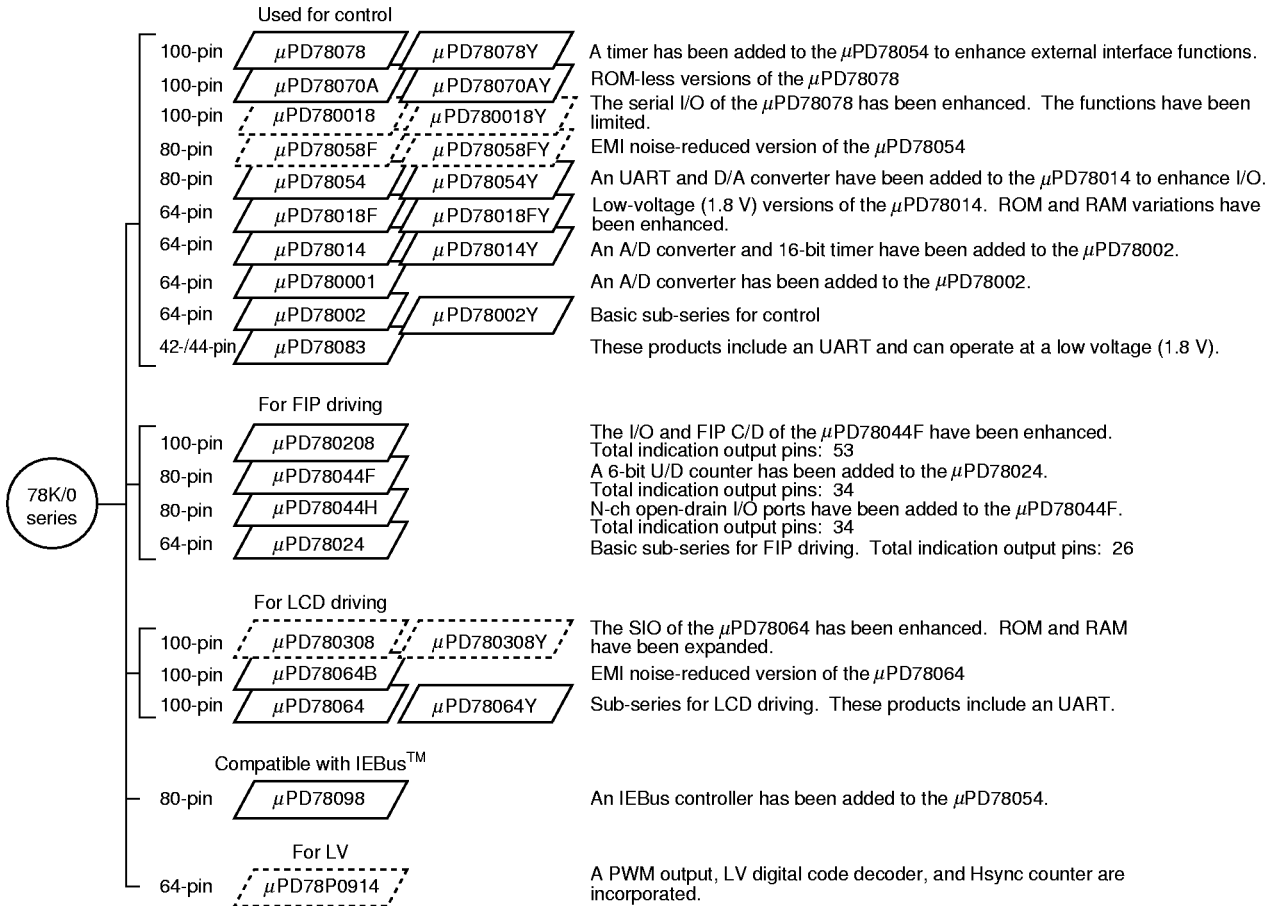 Used for control
100-pin μPD78078 μPD78078Y A timer has been added to the μPD78054 to enhance external interface functions.
100-pin μPD78070A μPD78070AY ROM-less versions of the μPD78078
100-pin μPD780018 μPD780018Y The serial I/O of the μPD78078 has been enhanced. The functions have been
limited.
80-pin μPD78058F μPD78058FY EMI noise-reduced version of the μPD78054
80-pin μPD78054 μPD78054Y An UART and D/A converter have been added to the μPD78014 to enhance I/O.
64-pin μPD78018F μPD78018FY Low-voltage (1.8 V) versions of the μPD78014. ROM and RAM variations have
been enhanced.
64-pin μPD78014 μPD78014Y An A/D converter and 16-bit timer have been added to the μPD78002.
64-pin μPD780001 An A/D converter has been added to the μPD78002.
64-pin μPD78002 μPD78002Y Basic sub-series for control
42-/44-pin μPD78083 These products include an UART and can operate at a low voltage (1.8 V).
For FIP driving
100-pin μPD780208 The I/O and FIP C/D of the μPD78044F have been enhanced.
Total indication output pins: 53
80-pin μPD78044F A 6-bit U/D counter has been added to the μPD78024.
Total indication output pins: 34
80-pin μPD78044H N-ch open-drain I/O ports have been added to the μPD78044F.
Total indication output pins: 34
64-pin μPD78024 Basic sub-series for FIP driving. Total indication output pins: 26
78K/0
series
For LCD driving
100-pin μPD780308 μPD780308Y The SIO of the μPD78064 has been enhanced. ROM and RAM
have been expanded.
100-pin μPD78064B EMI noise-reduced version of the μPD78064
100-pin μPD78064 μPD78064Y Sub-series for LCD driving. These products include an UART.
Compatible with IEBus™
80-pin μPD78098 An IEBus controller has been added to the μPD78054.
For LV
64-pin μPD78P0914 A PWM output, LV digital code decoder, and Hsync counter are
incorporated.